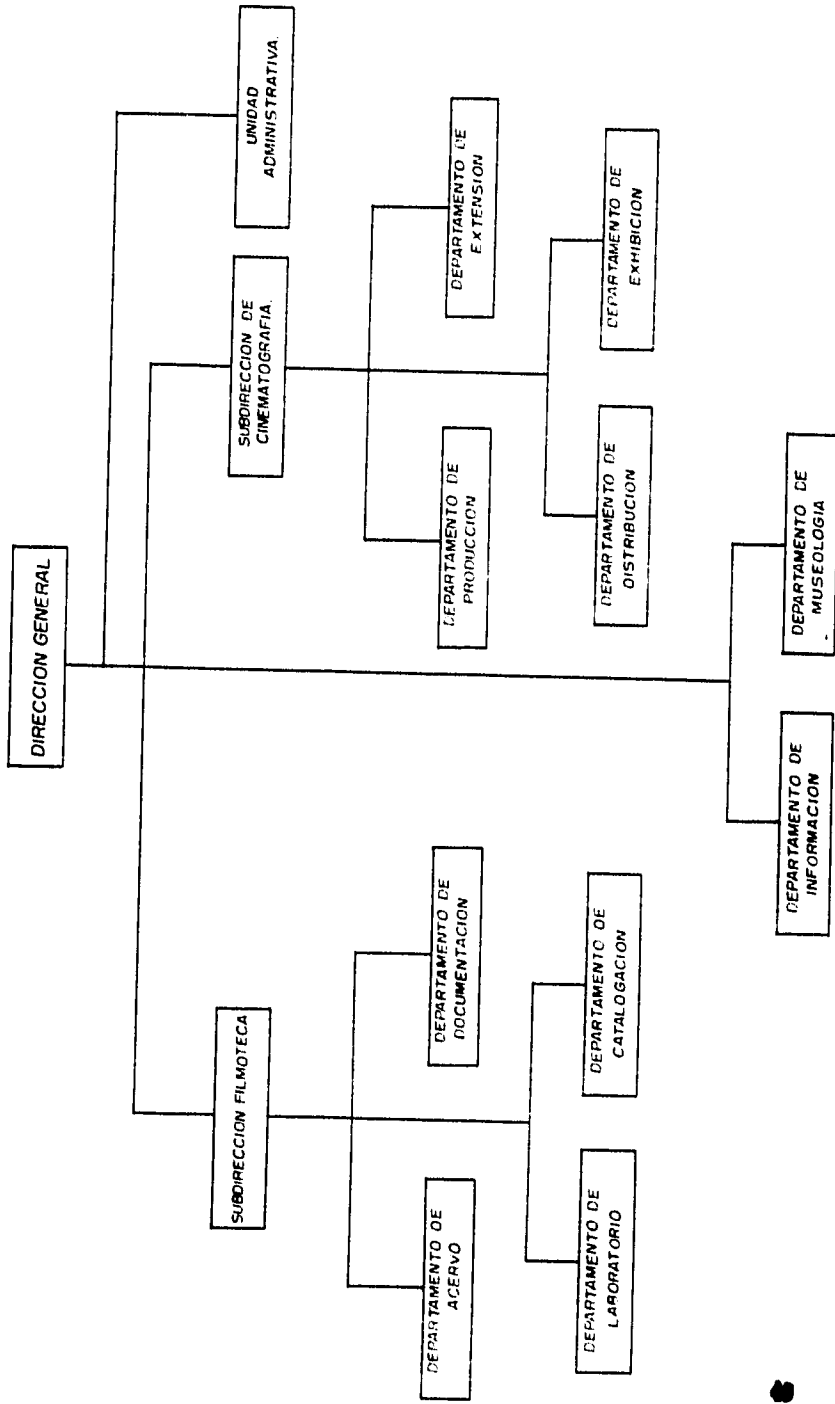 DIRECCION GENERAL
UNIDAD
ADMINISTRATIVA.
SUBDIRECCION FILMOTECA
SUBDIRECCION DE
CINEMATOGRAFIA.
DEPARTAMENTO DE
ACERVO
DEPARTAMENTO DE
DOCUMENTACION
DEPARTAMENTO DE
PRODUCCION
DEPARTAMENTO DE
EXTENSION
DEPARTAMENTO DE
LABORATORIO
DEPARTAMENTO DE
CATALOGACION
DEPARTAMENTO DE
DISTRIBUCION
DEPARTAMENTO DE
EXHIBICION
DEPARTAMENTO DE
INFORMACION
DEPARTAMENTO DE
MUSEOLOGIA